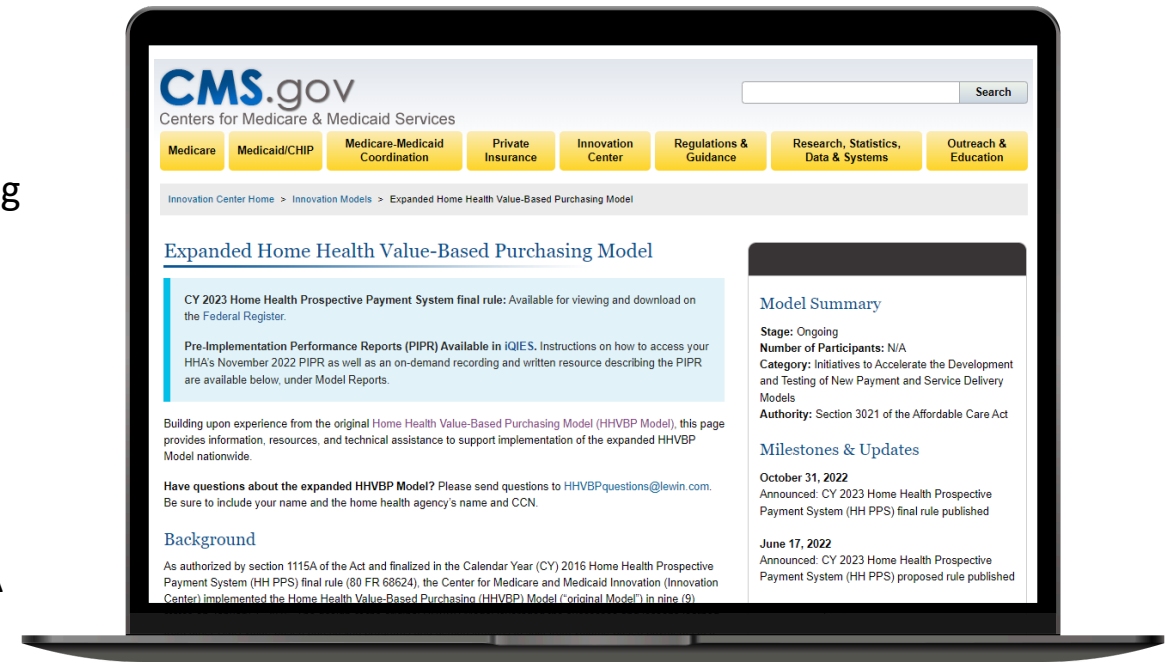 g
A
CMS.gov
Centers for Medicare & Medicaid Services
Search
Medicare
Medicaid/CHIP
Medicare-Medicaid
Coordination
Private
Insurance
Innovation
Center
Regulations &
Guidance
Research, Statistics,
Data & Systems
Outreach &
Education
Innovation Center Home > Innovation Models > Expanded Home Health Value-Based Purchasing Model
Expanded Home Health Value-Based Purchasing Model
CY 2023 Home Health Prospective Payment System final rule: Available for viewing and download on
the Federal Register.
Pre-Implementation Performance Reports (PIPR) Available in iQIES. Instructions on how to access your
HHA's November 2022 PIPR as well as an on-demand recording and written resource describing the PIPR
are available below, under Model Reports.
Building upon experience from the original Home Health Value-Based Purchasing Model (HHVBP Model), this page
provides information, resources, and technical assistance to support implementation of the expanded HHVBP
Model nationwide.
Have questions about the expanded HHVBP Model? Please send questions to HHVBPquestions@lewin.com.
Be sure to include your name and the home health agency's name and CCN.
Background
As authorized by section 1115A of the Act and finalized in the Calendar Year (CY) 2016 Home Health Prospective
Payment System (HH PPS) final rule (80 FR 68624), the Center for Medicare and Medicaid Innovation (Innovation
Center) implemented the Home Health Value-Based Purchasing (HHVBP) Model ("original Model") in nine (9)
Model Summary
Stage: Ongoing
Number of Participants: N/A
Category: Initiatives to Accelerate the Development
and Testing of New Payment and Service Delivery
Models
Authority: Section 3021 of the Affordable Care Act
Milestones & Updates
October 31, 2022
Announced: CY 2023 Home Health Prospective
Payment System (HH PPS) final rule published
June 17, 2022
Announced: CY 2023 Home Health Prospective
Payment System (HH PPS) proposed rule published